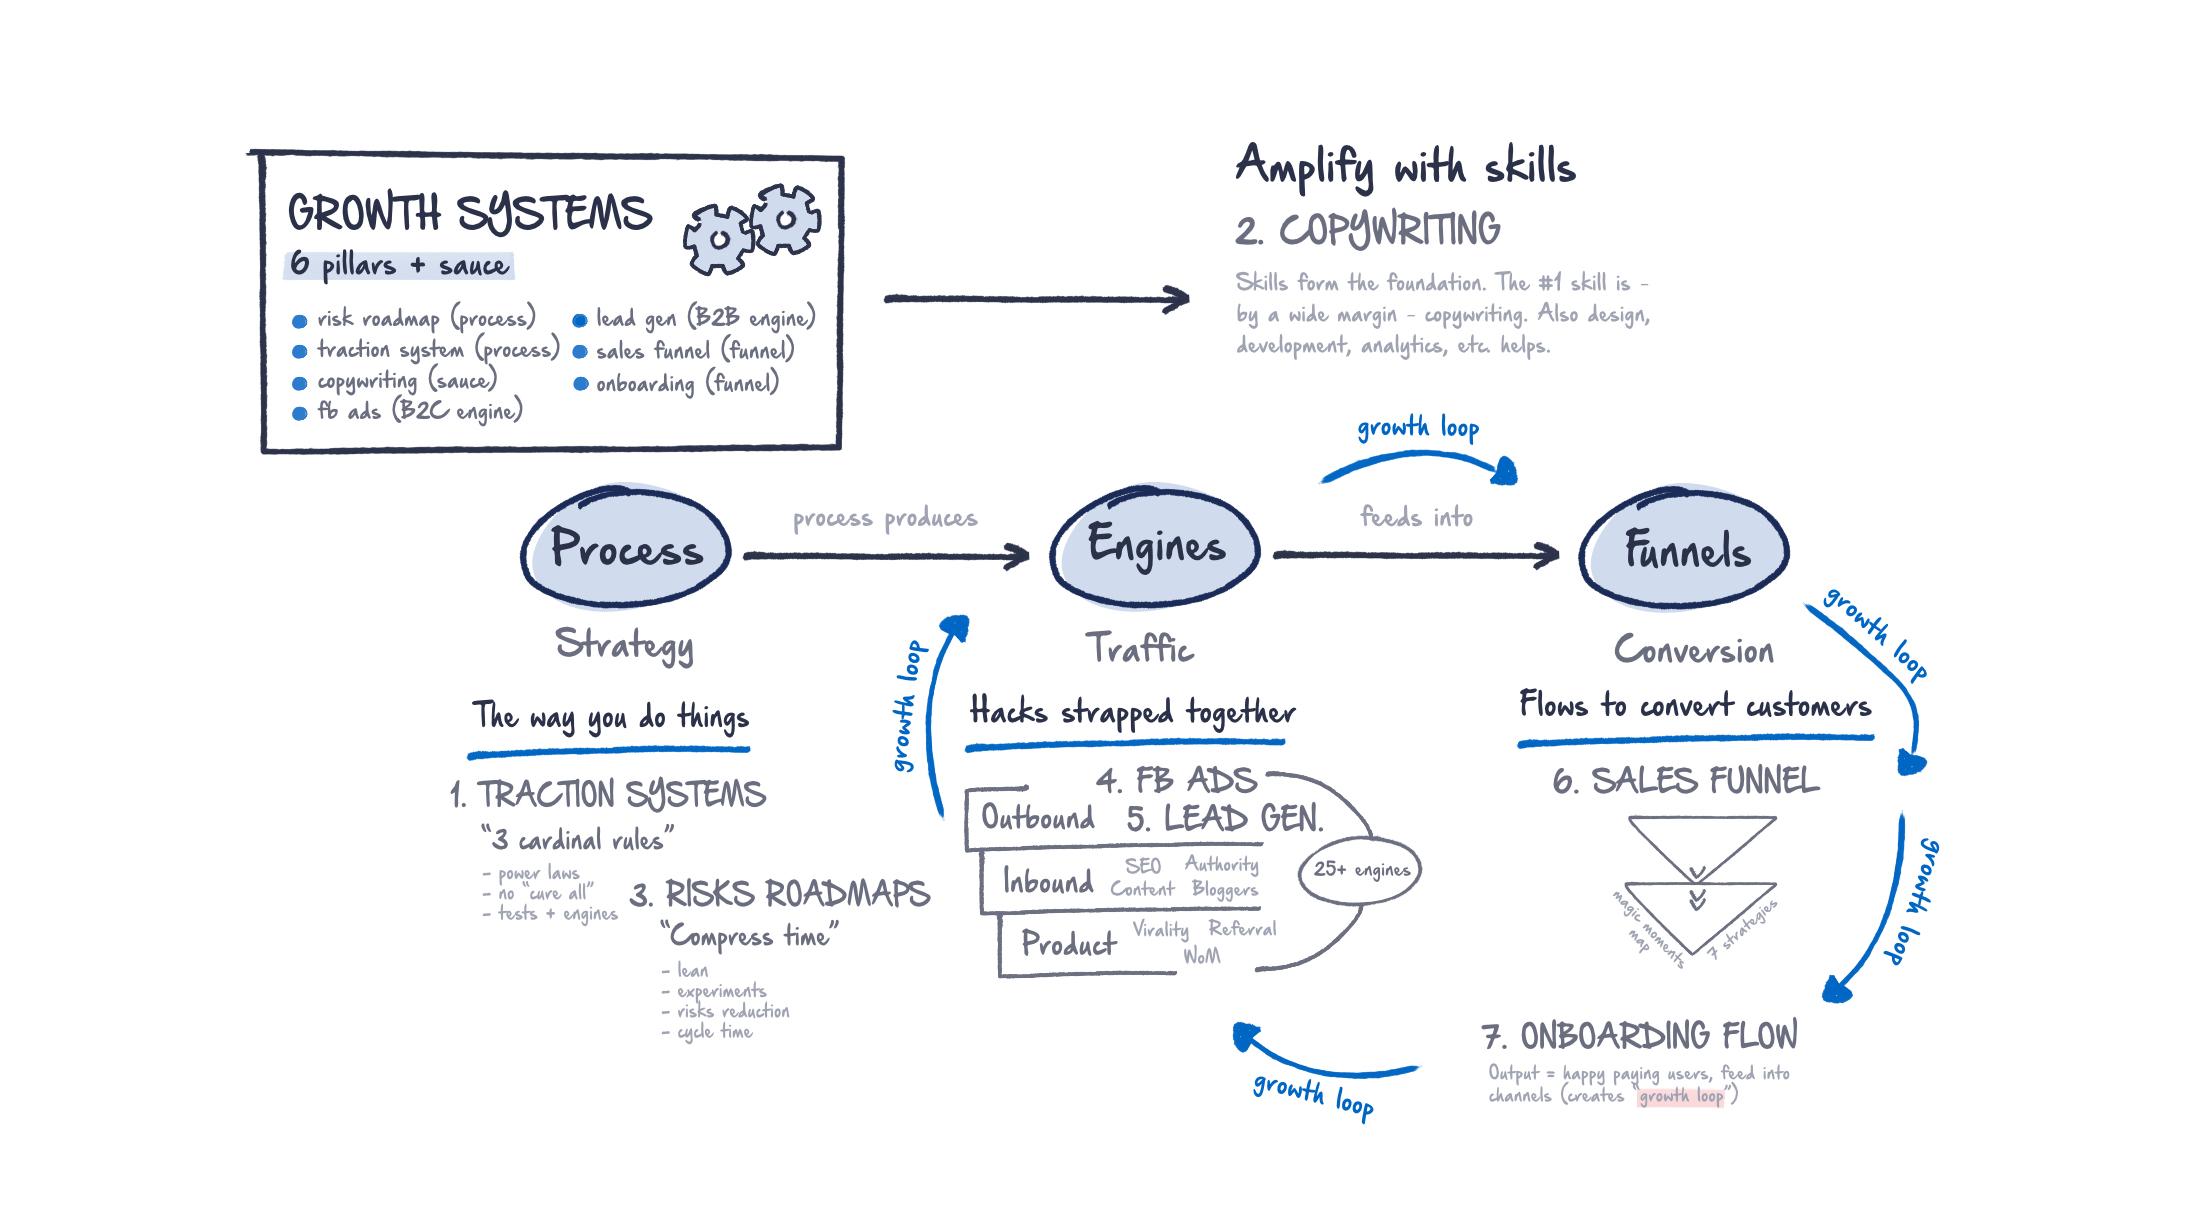 GROWTH SYSTEMS
6 pillars + sauce
risk roadmap (process)
traction system (process)
copywriting (sauce)
fb ads (B2C engine)
lead gen (B2B engine)
sales funnel (funnel)
onboarding (funnel)
Amplify with skills
2. COPYWRITING
Skills form the foundation. The #1 skill is -
by a wide margin - copywriting. Also design,
development, analytics, etc. helps.
Process
process produces
Engines
growth loop
feeds into
Funnels
Strategy
The way you do things
1. TRACTION SYSTEMS
"3 cardinal rules"
- power laws
- no "cure all"
- tests + engines
3. RISKS ROADMAPS
"Compress time"
- lean
- experiments
- risks reduction
- cycle time
growth loop
Traffic
Hacks strapped together
4. FB ADS
Outbound 5. LEAD GEN.
Inbound
SEO Authority
Content Bloggers
Product
Virality Referral
WoM
25+ engines
Conversion
Flows to convert customers
growth loop
6. SALES FUNNEL
magic moments
map
7 strategies
growth loop
7. ONBOARDING FLOW
Output = happy paying users, feed into
channels (creates "growth loop")
growth loop